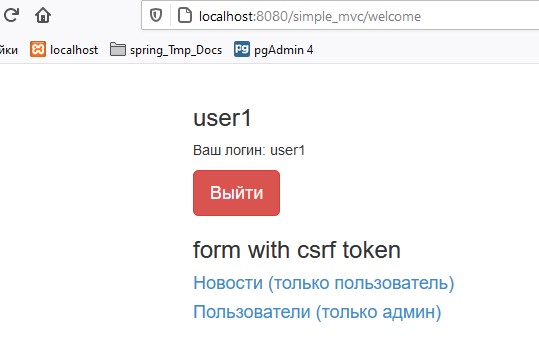 localhost:8080/simple_mvc/welcome
йки localhost spring_Tmp_Docs pgAdmin 4
user1
Ваш логин: user1
Выйти
form with csrf token
Новости (только пользователь)
Пользователи (только админ)